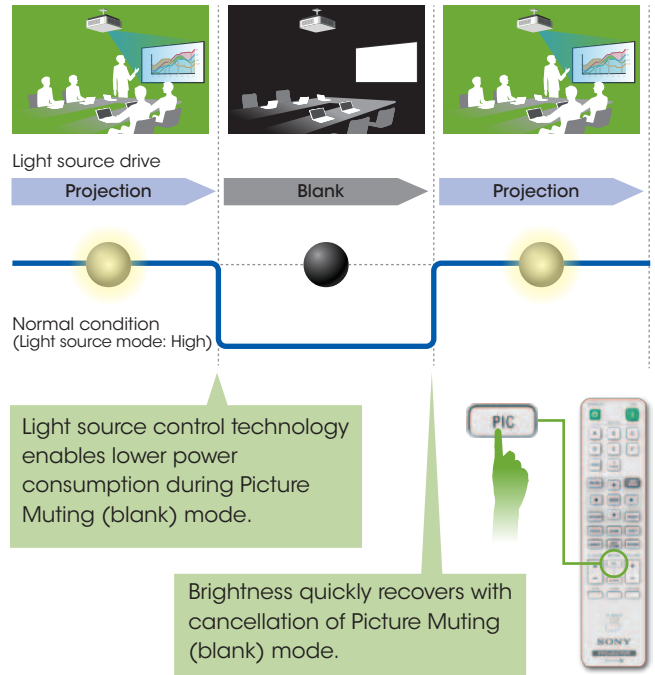 Light source drive
Projection
Blank
Projection
Normal condition
(Light source mode: High)
Light source control technology
enables lower power
consumption during Picture
Muting (blank) mode.
PIC
Brightness quickly recovers with
cancellation of Picture Muting
(blank) mode.
SONY
PROJECTOR